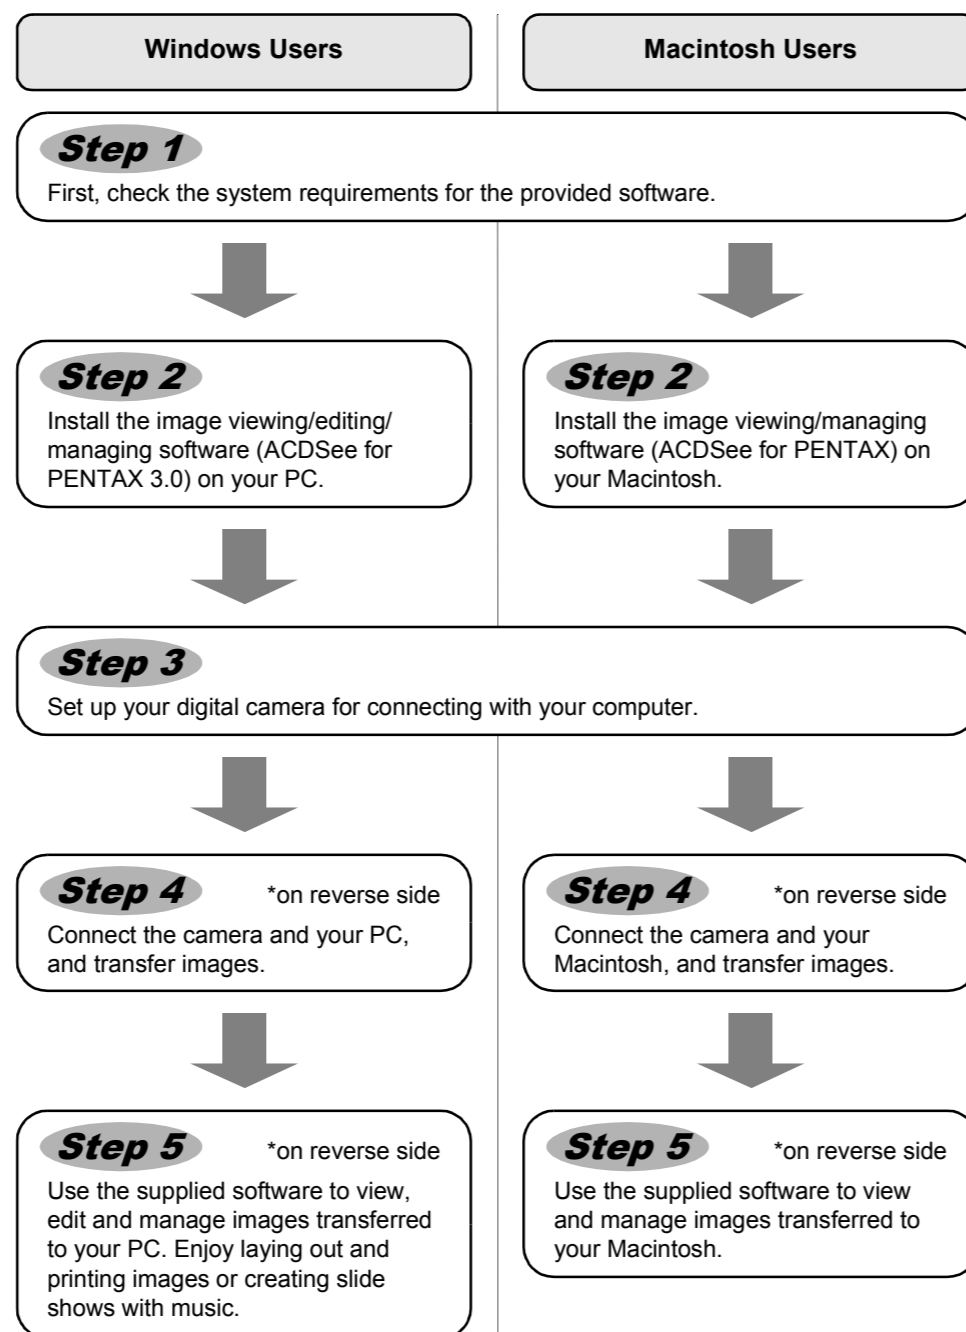 Windows Users
Macintosh Users
Step 1
First, check the system requirements for the provided software.
Step 2
Install the image viewing/editing/
managing software (ACDSee for
PENTAX 3.0) on your PC.
Step 2
Install the image viewing/managing
software (ACDSee for PENTAX) on
your Macintosh.
Step 3
Set up your digital camera for connecting with your computer.
Step 4 *on reverse side
Connect the camera and your PC,
and transfer images.
Step 4 *on reverse side
Connect the camera and your
Macintosh, and transfer images.
Step 5 *on reverse side
Use the supplied software to view,
edit and manage images transferred
to your PC. Enjoy laying out and
printing images or creating slide
shows with music.
Step 5 *on reverse side
Use the supplied software to view
and manage images transferred to
your Macintosh.